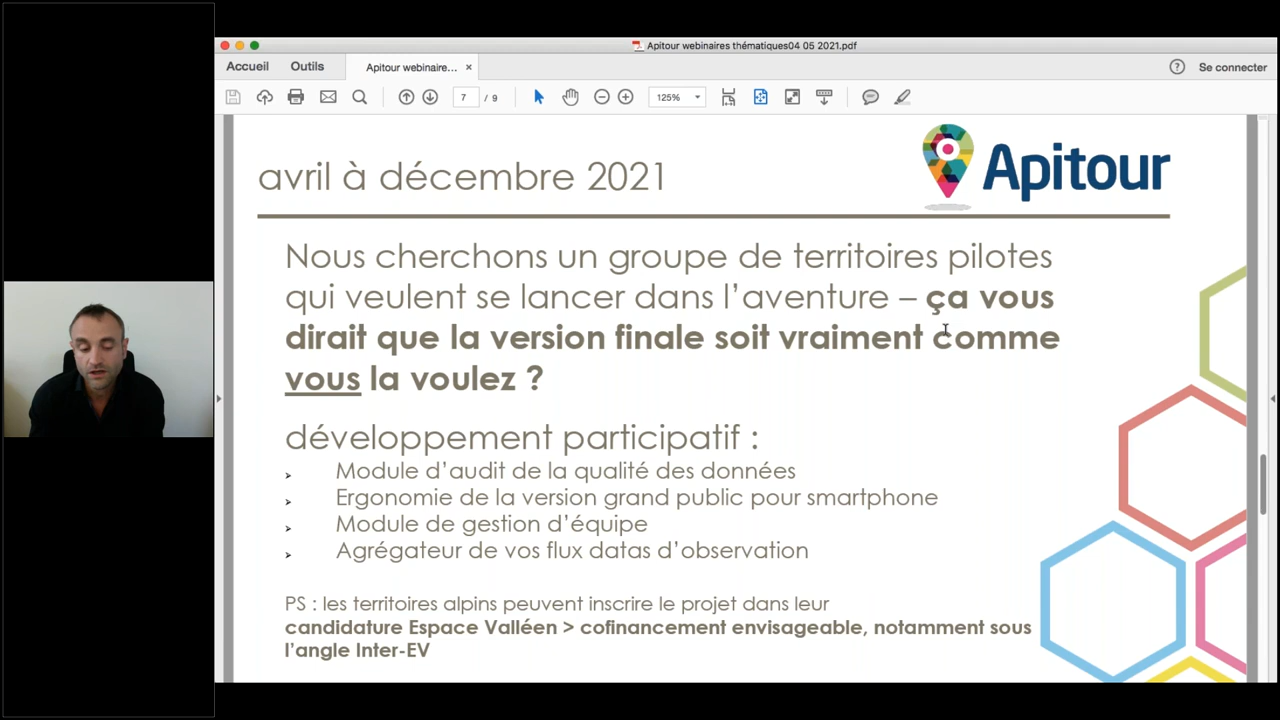 Apitour webinaires thématiques04 05 2021.pdf
Accueil Outils Apitour webinaire... × ? Se connecter
7 / 9 125%
avril à décembre 2021
Apitour
Nous cherchons un groupe de territoires pilotes
qui veulent se lancer dans l’aventure – ça vous
dirait que la version finale soit vraiment comme
vous la voulez ?
développement participatif :
➢ Module d’audit de la qualité des données
➢ Ergonomie de la version grand public pour smartphone
➢ Module de gestion d’équipe
➢ Agrégateur de vos flux datas d’observation
PS : les territoires alpins peuvent inscrire le projet dans leur
candidature Espace Valléen > cofinancement envisageable, notamment sous
l’angle Inter-EV